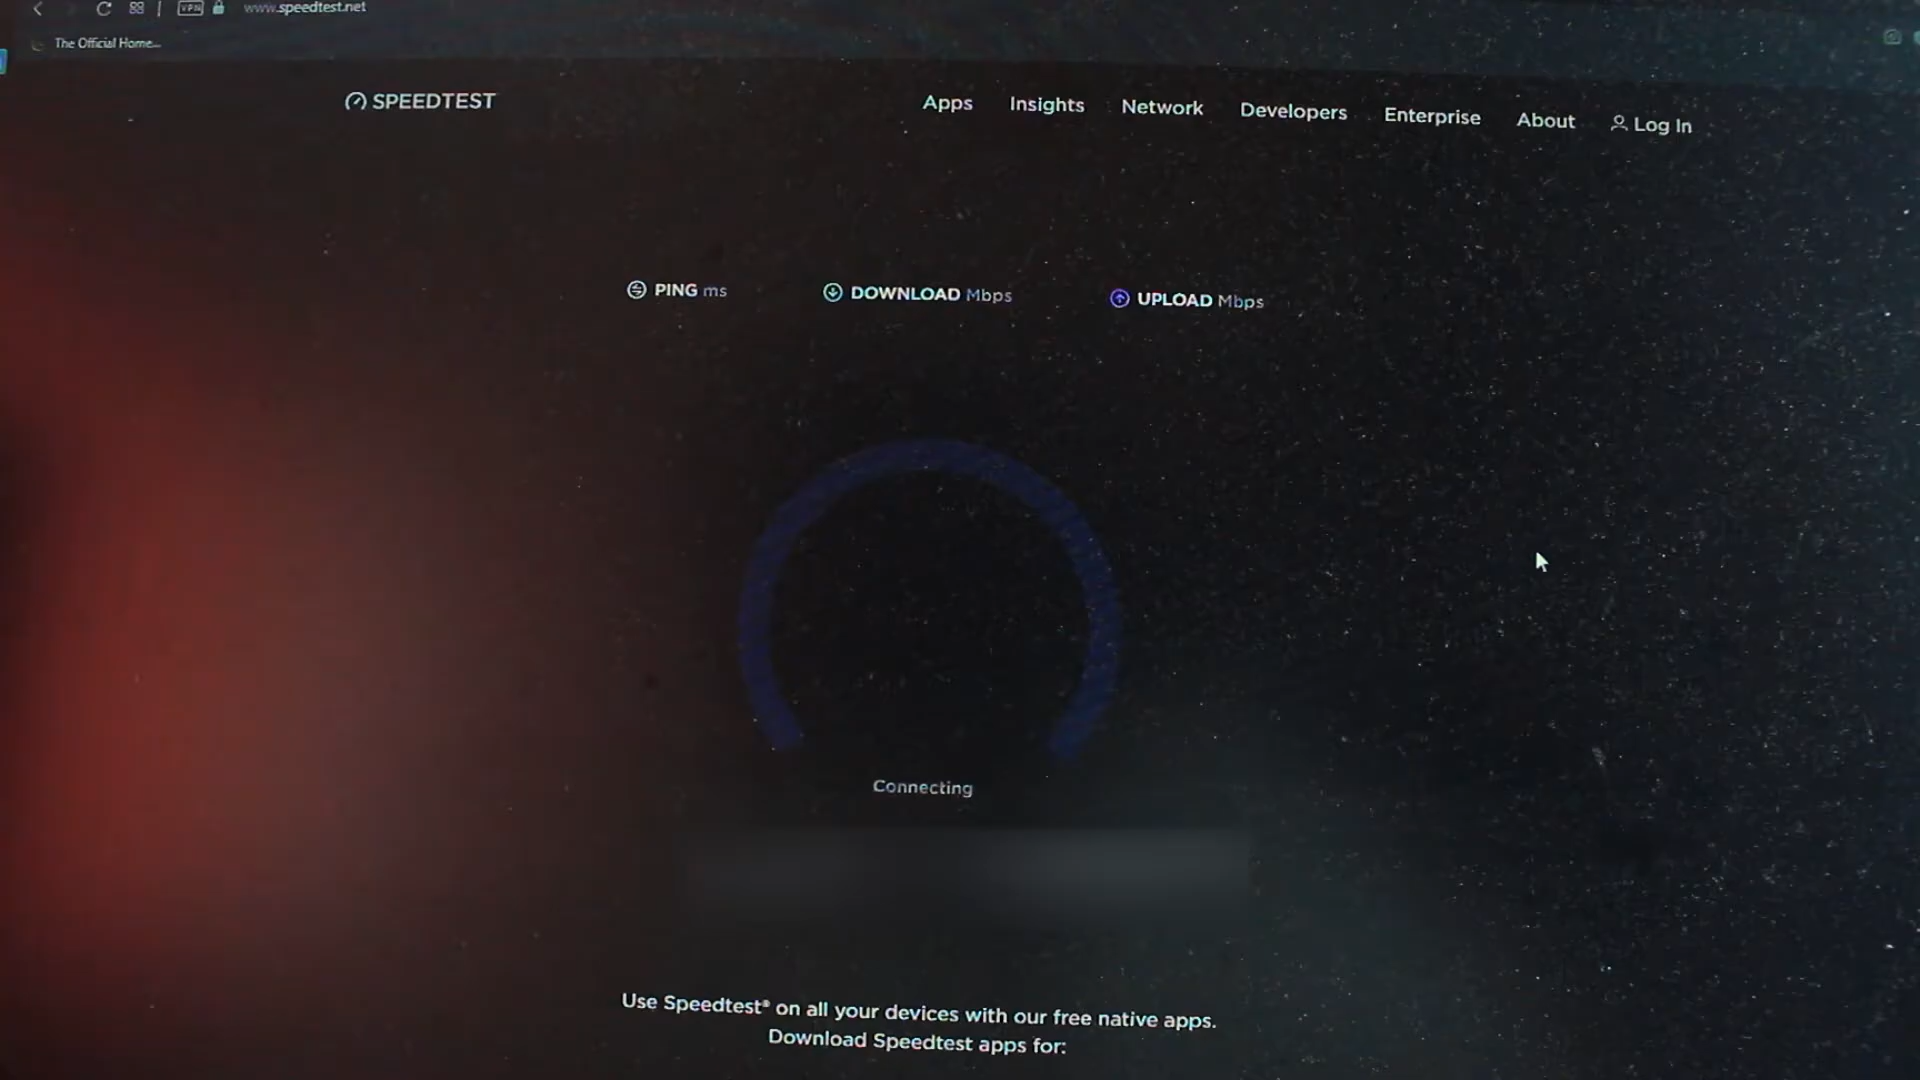 VPN www.speedtest.net
The Official Home...
SPEEDTEST
Apps Insights Network Developers Enterprise About Log In
PING ms DOWNLOAD Mbps UPLOAD Mbps
Connecting
Use Speedtest® on all your devices with our free native apps.
Download Speedtest apps for: